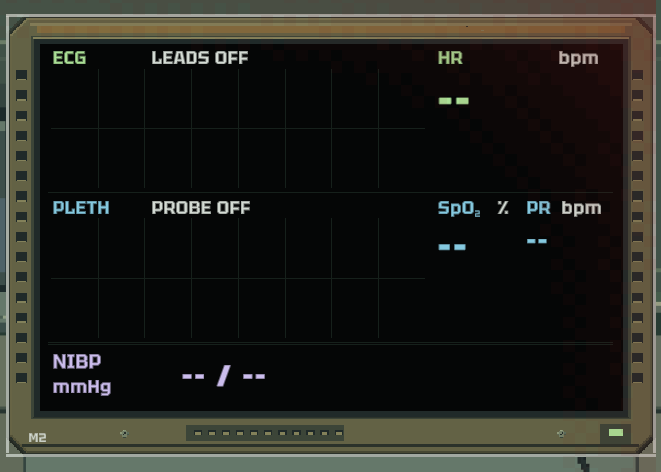 ECG LEADS OFF HR bpm
--
PLETH PROBE OFF SpO₂ % PR bpm
-- --
NIBP
mmHg -- / --
M2